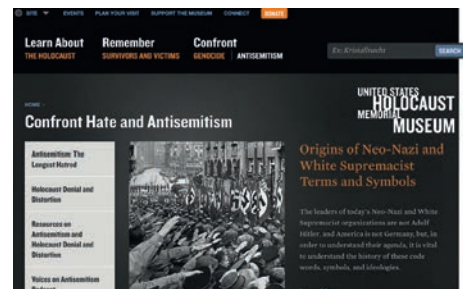 SITE
EVENTS
PLAN YOUR VISIT
SUPPORT THE MUSEUM
CONNECT
DONATE
Learn About
THE HOLOCAUST
Remember
SURVIVORS AND VICTIMS
Confront
GENOCIDE | ANTISEMITISM
Ex: Kristallnacht
SEARCH
UNITED STATES
HOLOCAUST
MEMORIAL
MUSEUM
HOME ›
Confront Hate and Antisemitism
Antisemitism: The
Longest Hatred
Holocaust Denial and
Distortion
Resources on
Antisemitism and
Holocaust Denial and
Distortion
Voices on Antisemitism
Podcast
Origins of Neo-Nazi and
White Supremacist
Terms and Symbols
The leaders of today's Neo-Nazi and White
Supremacist organizations are not Adolf
Hitler, and America is not Germany, but, in
order to understand their agenda, it is vital
to understand the history of these code
words, symbols, and ideologies.